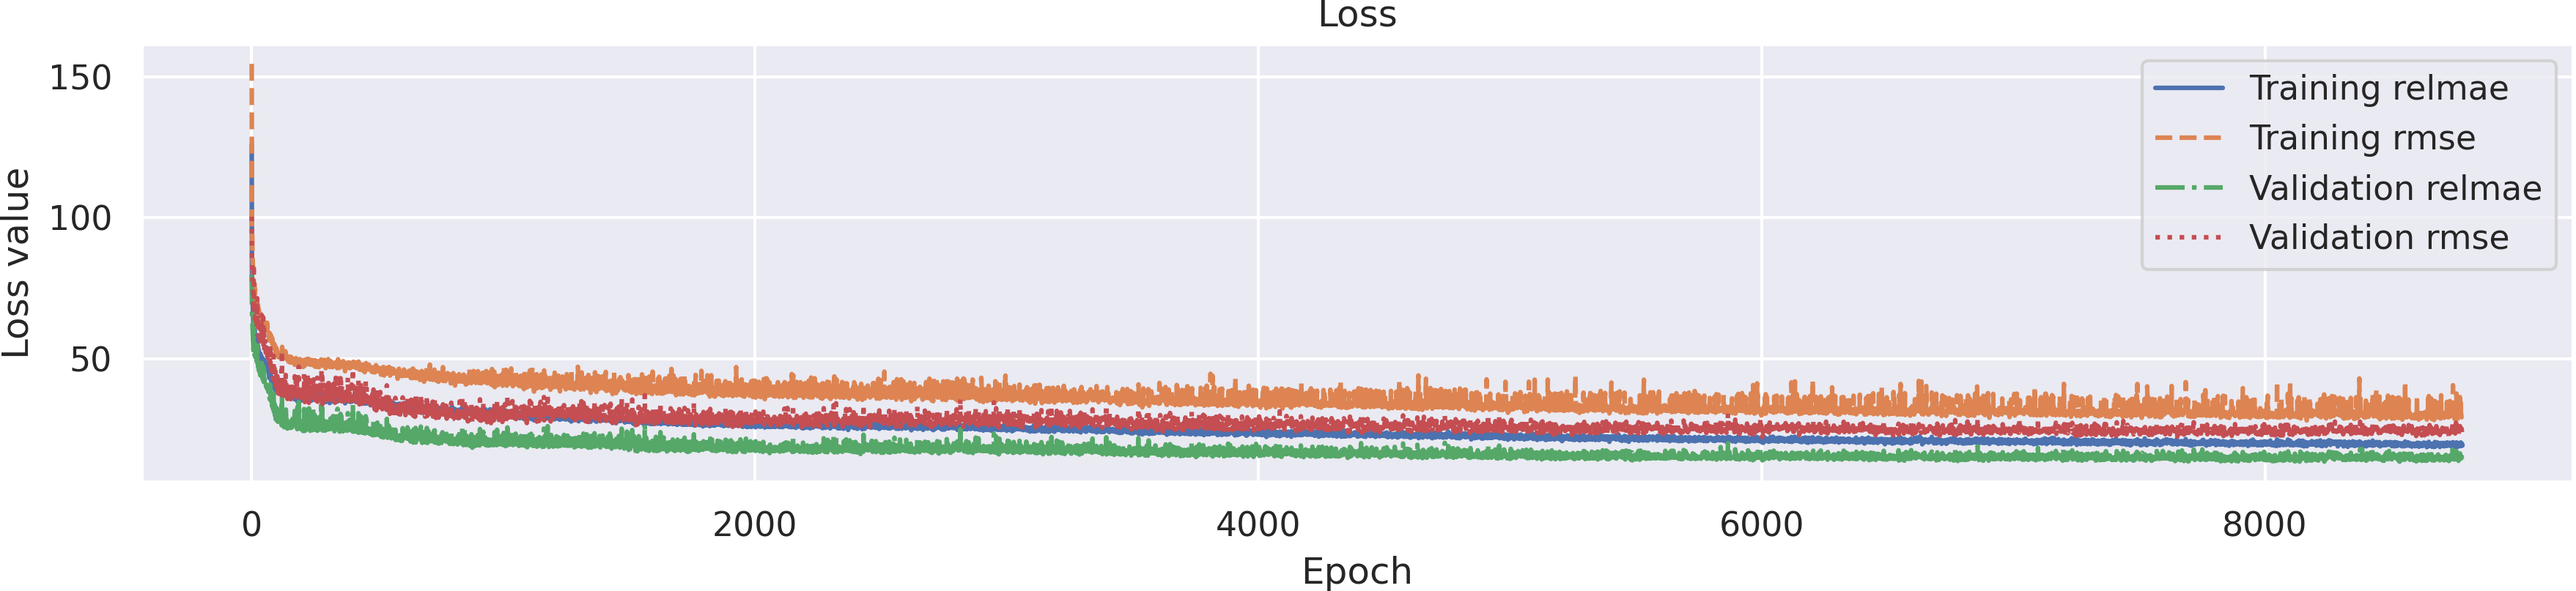 Loss
Loss value
150
100
50
Training relmae
Training rmse
Validation relmae
Validation rmse
0 2000 4000 6000 8000
Epoch